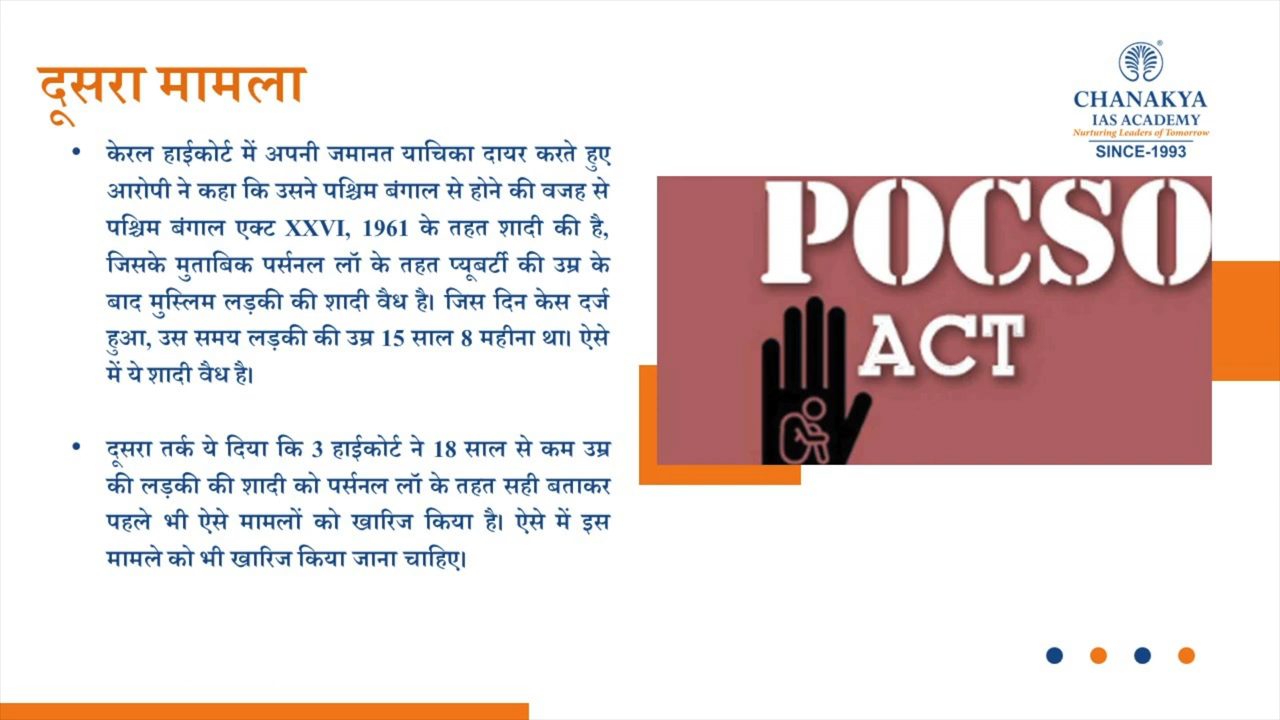 दूसरा मामला
CHANAKYA
IAS ACADEMY
Nurturing Leaders of Tomorrow
SINCE-1993
• केरल हाईकोर्ट में अपनी जमानत याचिका दायर करते हुए
आरोपी ने कहा कि उसने पश्चिम बंगाल से होने की वजह से
पश्चिम बंगाल एक्ट XXVI, 1961 के तहत शादी की है,
जिसके मुताबिक पर्सनल लॉ के तहत प्यूबर्टी की उम्र के
बाद मुस्लिम लड़की की शादी वैध है। जिस दिन केस दर्ज
हुआ, उस समय लड़की की उम्र 15 साल 8 महीना था। ऐसे
में ये शादी वैध है।
• दूसरा तर्क ये दिया कि 3 हाईकोर्ट ने 18 साल से कम उम्र
की लड़की की शादी को पर्सनल लॉ के तहत सही बताकर
पहले भी ऐसे मामलों को खारिज किया है। ऐसे में इस
मामले को भी खारिज किया जाना चाहिए।
POCSO
ACT